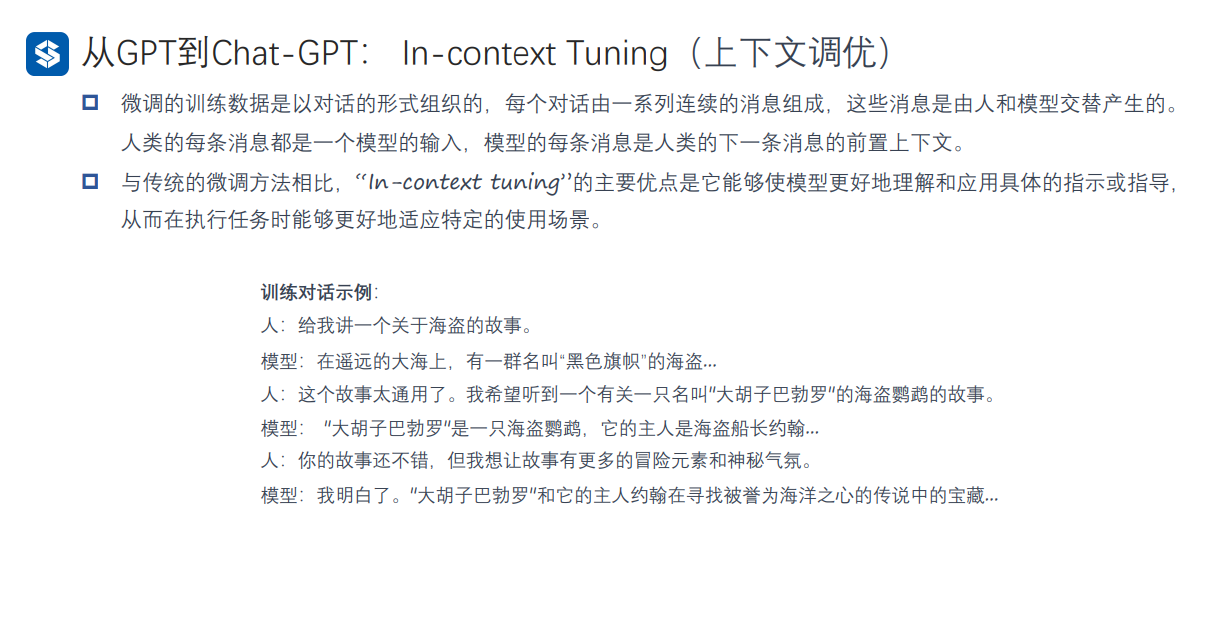 从GPT到Chat-GPT： In-context Tuning（上下文调优）
微调的训练数据是以对话的形式组织的，每个对话由一系列连续的消息组成，这些消息是由人和模型交替产生的。
人类的每条消息都是一个模型的输入，模型的每条消息是人类的下一条消息的前置上下文。
与传统的微调方法相比，“In-context tuning”的主要优点是它能够使模型更好地理解和应用具体的指示或指导，
从而在执行任务时能够更好地适应特定的使用场景。
训练对话示例：
人：给我讲一个关于海盗的故事。
模型：在遥远的大海上，有一群名叫“黑色旗帜”的海盗...
人：这个故事太通用了。我希望听到一个有关一只名叫"大胡子巴勃罗"的海盗鹦鹉的故事。
模型： "大胡子巴勃罗"是一只海盗鹦鹉，它的主人是海盗船长约翰...
人：你的故事还不错，但我想让故事有更多的冒险元素和神秘气氛。
模型：我明白了。"大胡子巴勃罗"和它的主人约翰在寻找被誉为海洋之心的传说中的宝藏...